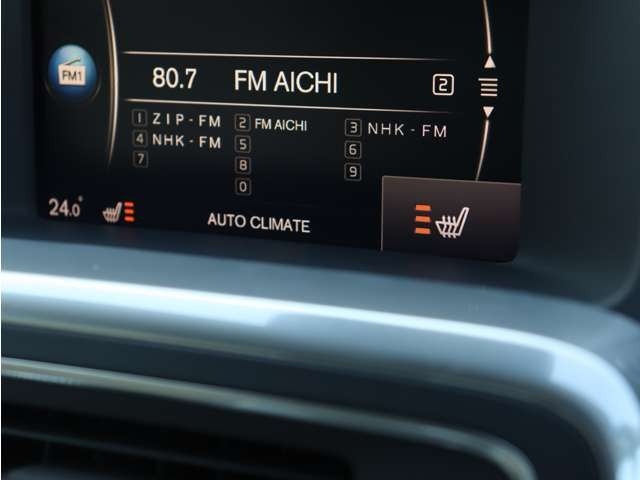 FM1
80.7 FM AICHI 2
1 ZIP-FM 2 FM AICHI 3 NHK-FM
4 NHK-FM 5 6
7 8 9
0
24.0° AUTO CLIMATE